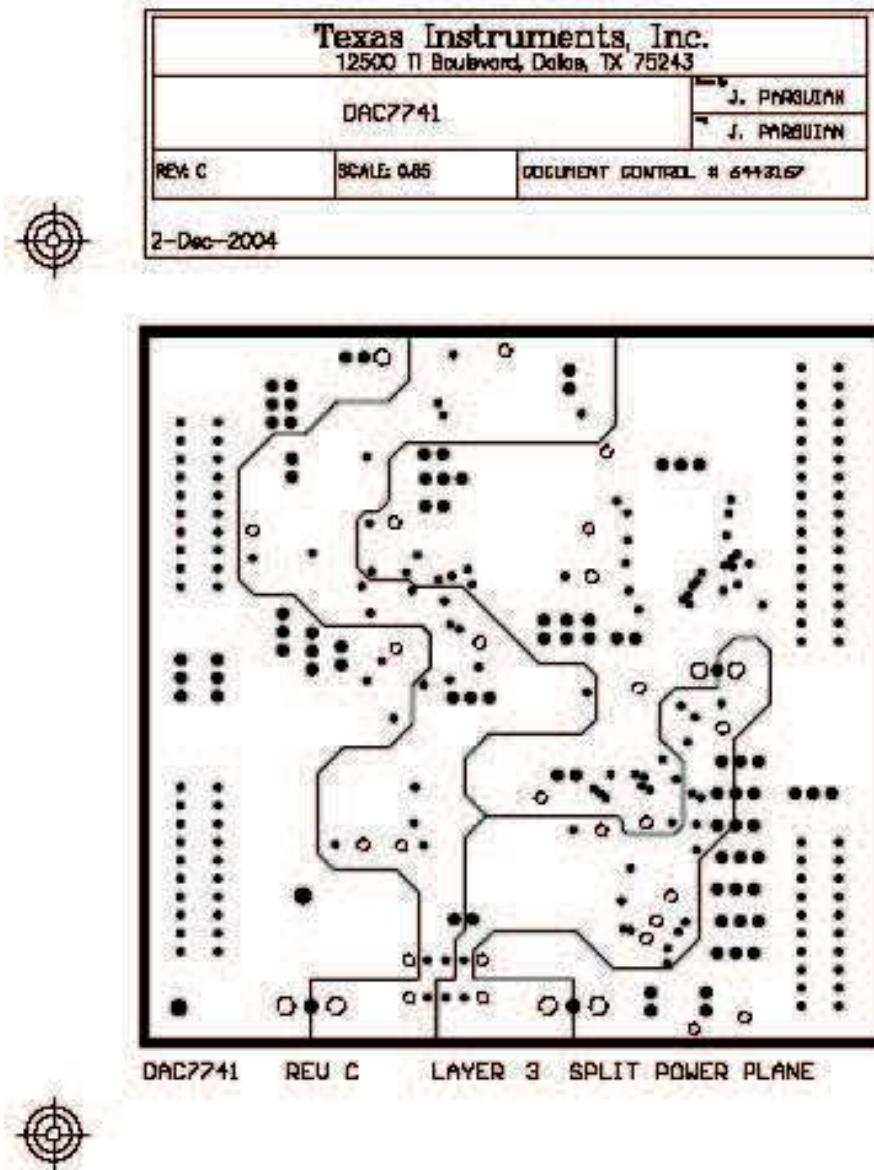 Texas Instruments, Inc.
12500 TI Boulevard, Dallas, TX 75243
DAC7741
J. PARGUIAN
J. PARGUIAN
REV: C
SCALE: 0.85
DOCUMENT CONTROL # 6443167
2-Dec-2004
DAC7741 REV C LAYER 3 SPLIT POWER PLANE